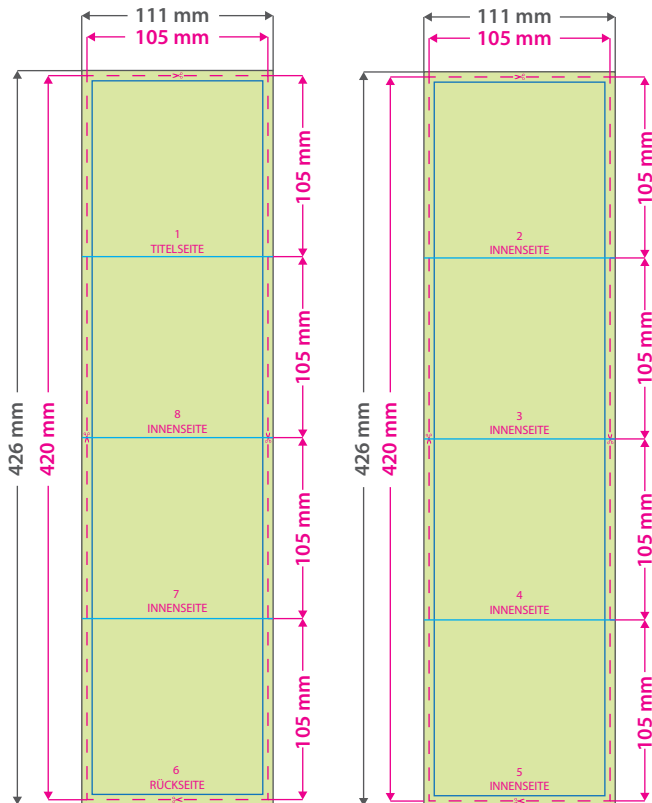 111 mm
105 mm
426 mm
420 mm
105 mm
105 mm
105 mm
105 mm
1
TITELSEITE
8
INNENSEITE
7
INNENSEITE
6
RÜCKSEITE
111 mm
105 mm
426 mm
420 mm
105 mm
105 mm
105 mm
105 mm
2
INNENSEITE
3
INNENSEITE
4
INNENSEITE
5
INNENSEITE